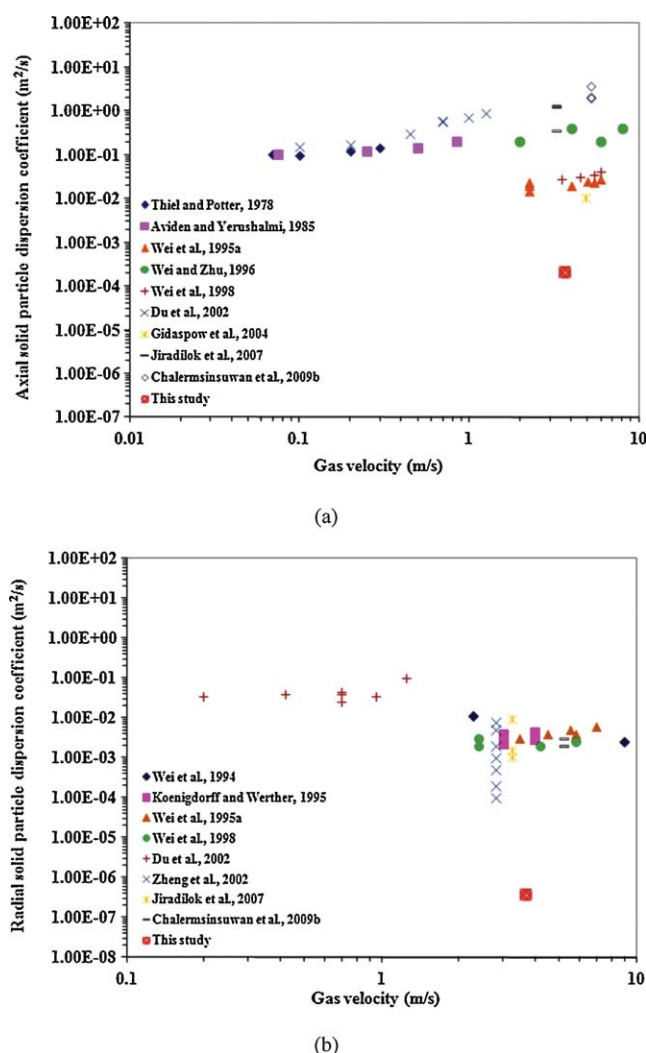 1.00E+02
1.00E+01
1.00E+00
1.00E-01
1.00E-02
1.00E-03
1.00E-04
1.00E-05
1.00E-06
1.00E-07
Axial solid particle dispersion coefficient (m²/s)
Thiel and Potter, 1978
Aviden and Yerushalmi, 1985
Wei et al., 1995a
Wei and Zhu, 1996
Wei et al., 1998
Du et al., 2002
Gidaspow et al., 2004
Jiradilok et al., 2007
Chalermsinsuwan et al., 2009b
This study
0.01 0.1 1 10
Gas velocity (m/s)
(a)
1.00E+02
1.00E+01
1.00E+00
1.00E-01
1.00E-02
1.00E-03
1.00E-04
1.00E-05
1.00E-06
1.00E-07
1.00E-08
Radial solid particle dispersion coefficient (m²/s)
Wei et al., 1994
Koenigdorff and Werther, 1995
Wei et al., 1995a
Wei et al., 1998
Du et al., 2002
Zheng et al., 2002
Jiradilok et al., 2007
Chalermsinsuwan et al., 2009b
This study
0.1 1 10
Gas velocity (m/s)
(b)